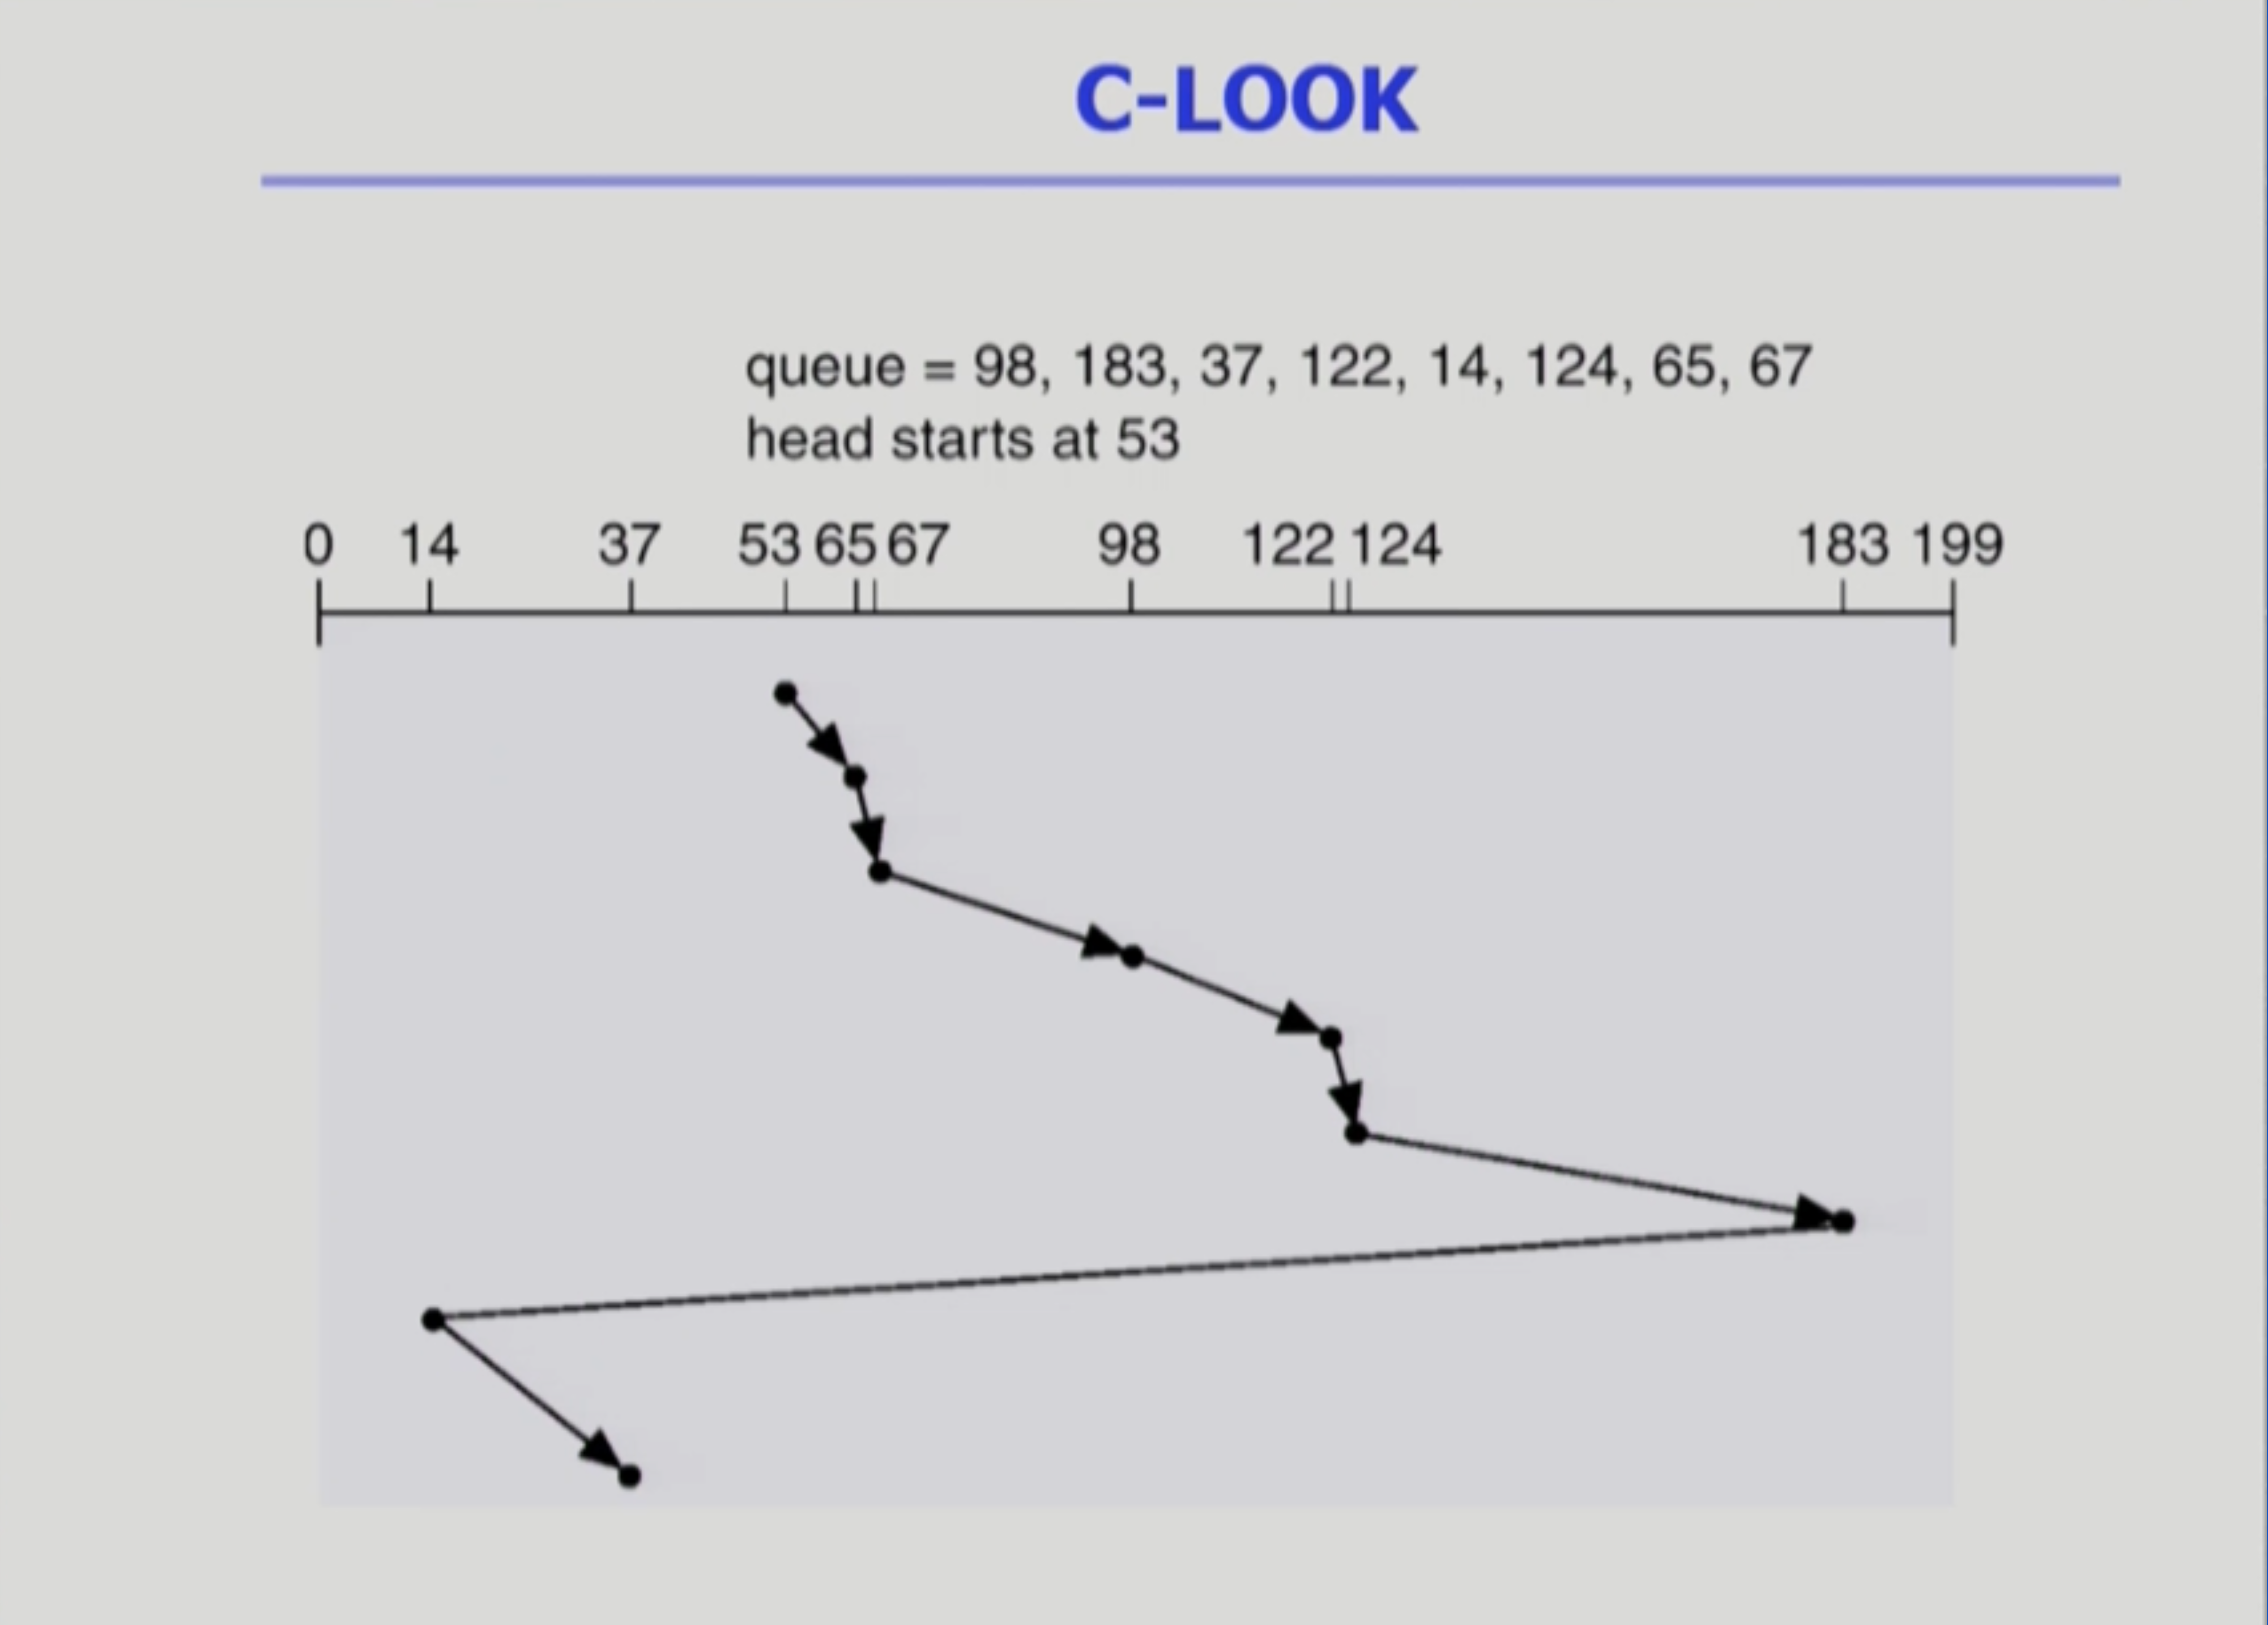 C-LOOK
queue = 98, 183, 37, 122, 14, 124, 65, 67
head starts at 53
0 14 37 53 65 67 98 122 124 183 199